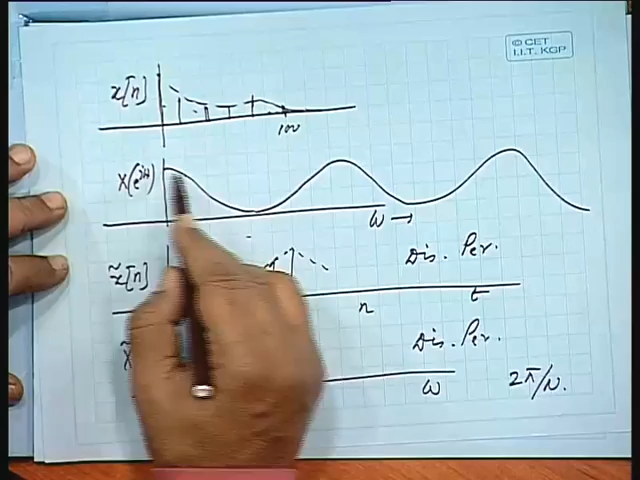 © CET
I.I.T. KGP
x[n]
100
X(e^jω)
ω →
x̃[n]
Dis. Per.
n
t
Dis. Per.
ω
2π/N.